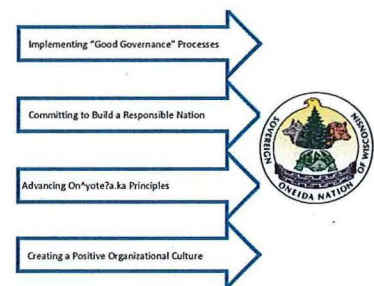 Implementing "Good Governance" Processes
Committing to Build a Responsible Nation
Advancing On^yote?a.ka Principles
Creating a Positive Organizational Culture
SOVEREIGN
ONEIDA NATION
OF WISCONSIN